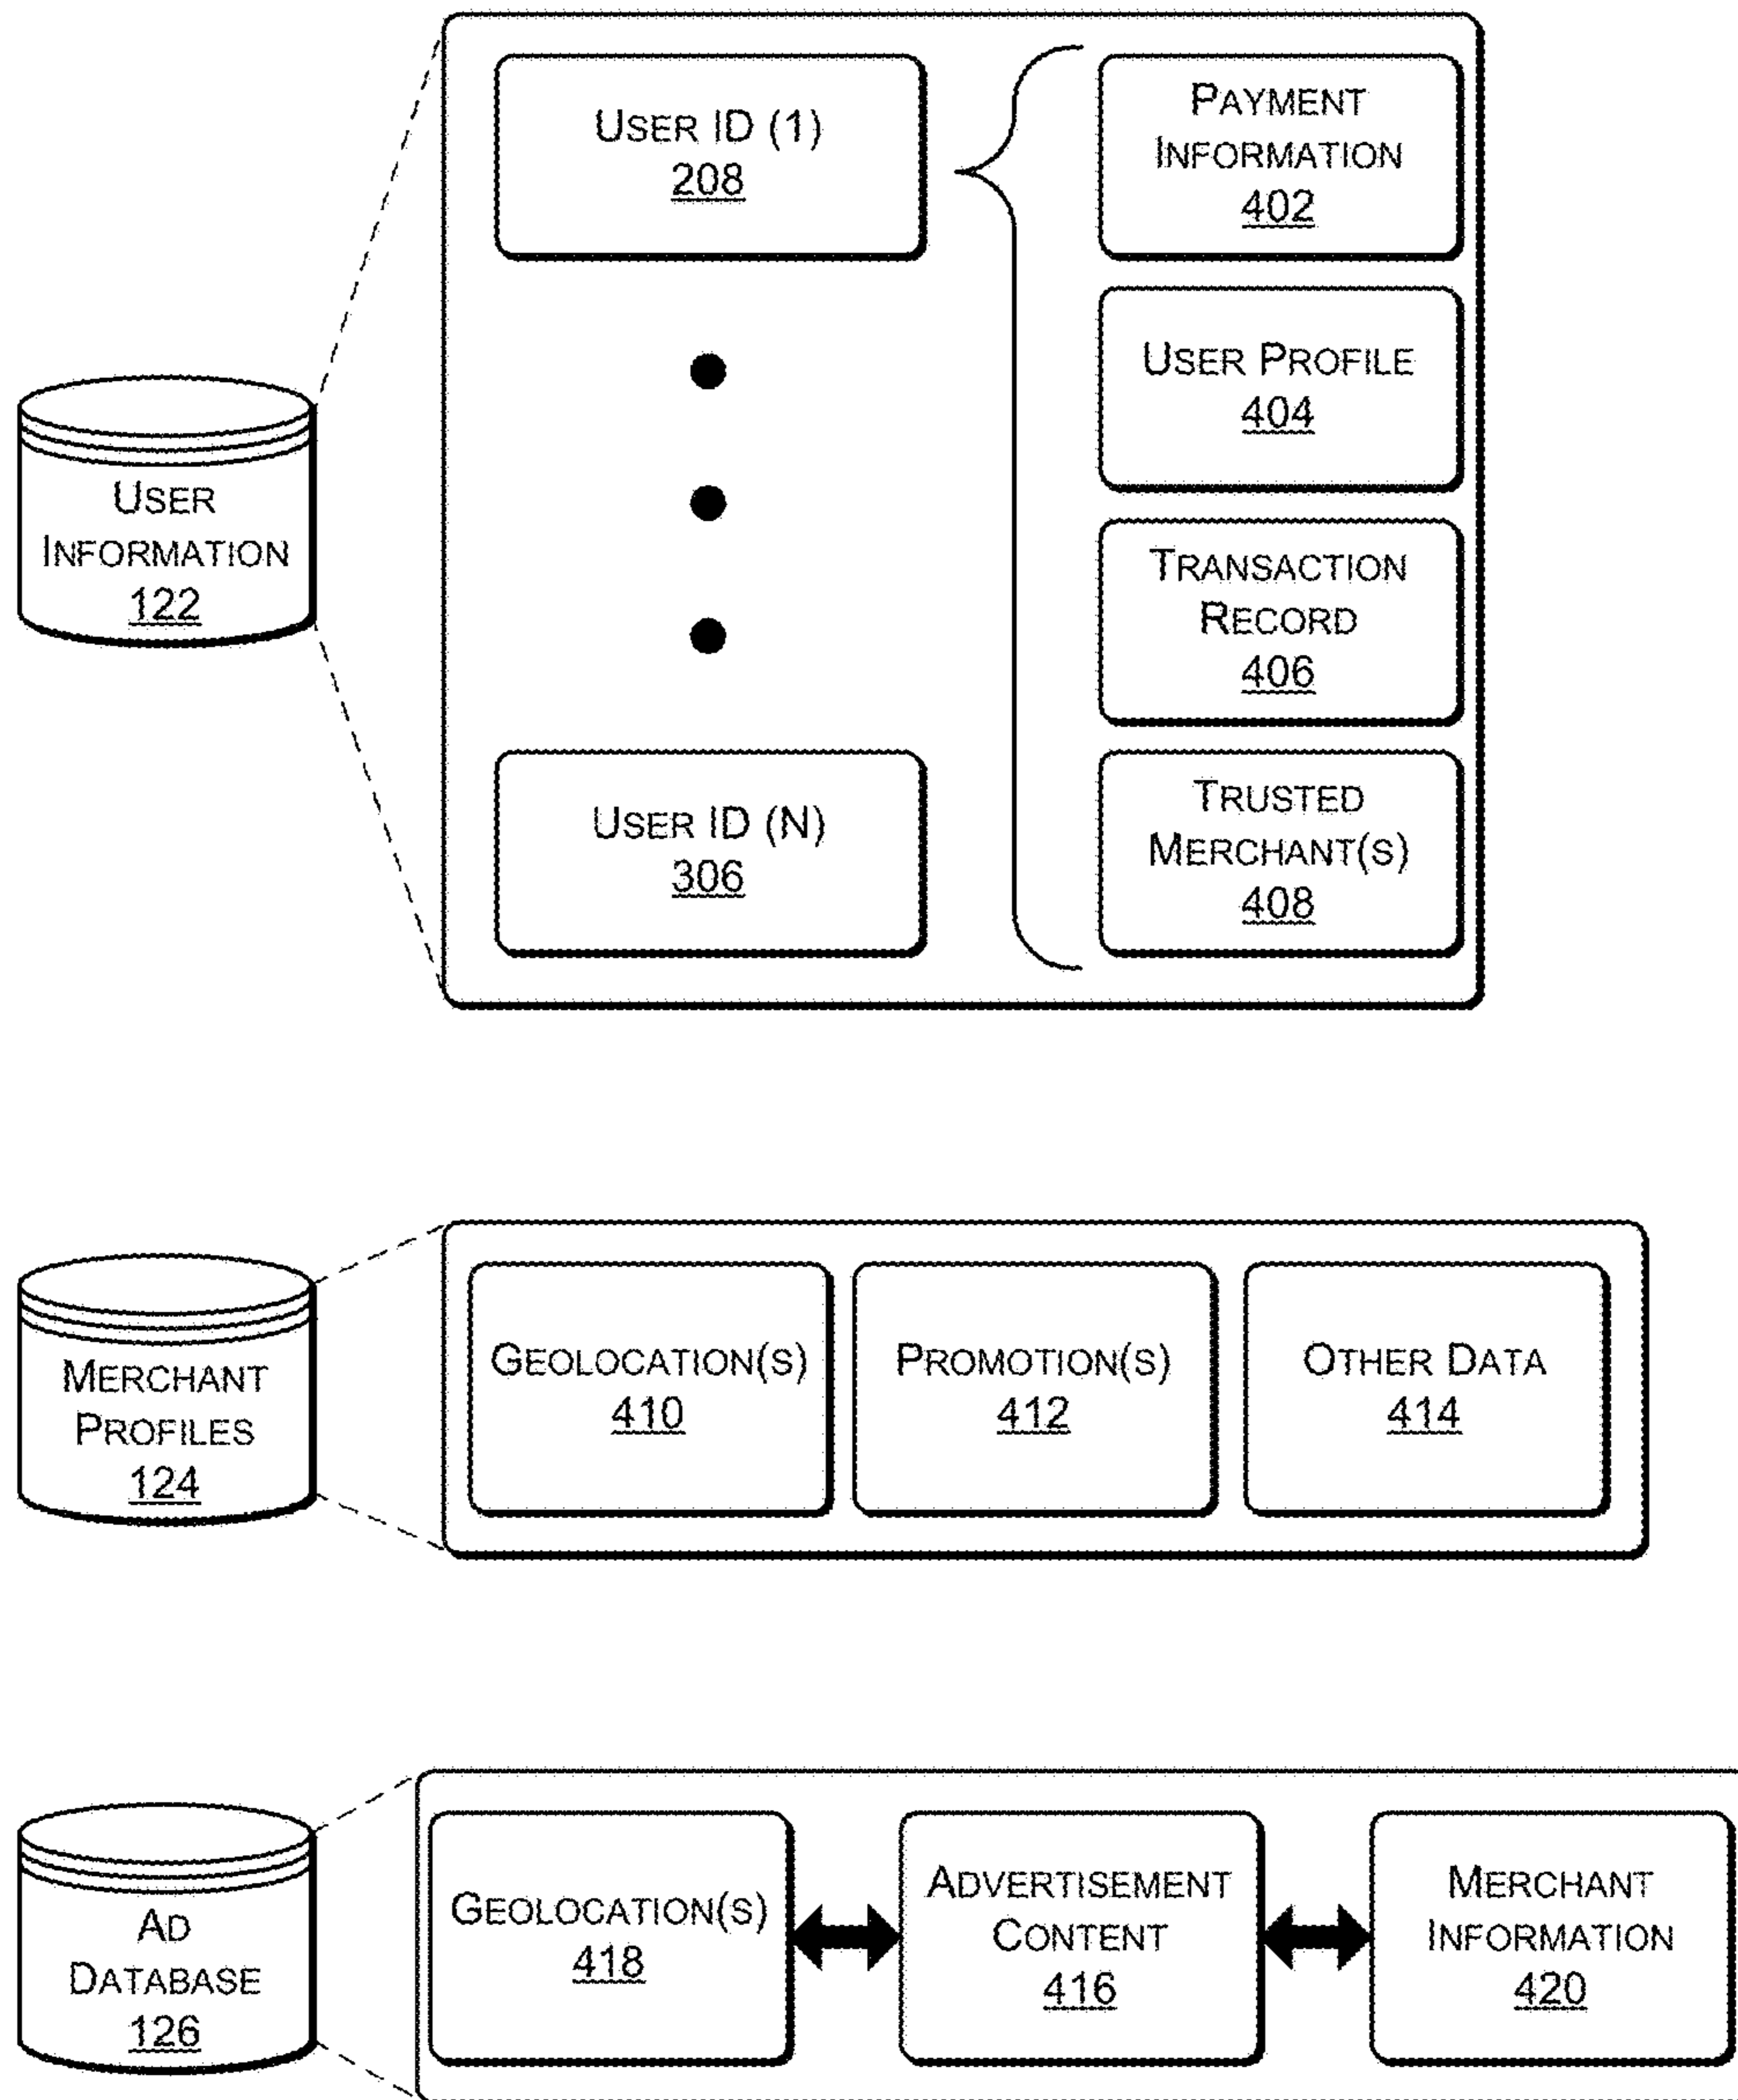 USER ID (1)
208
PAYMENT
INFORMATION
402
USER PROFILE
404
USER
INFORMATION
122
TRANSACTION
RECORD
406
USER ID (N)
306
TRUSTED
MERCHANT(S)
408
MERCHANT
PROFILES
124
GEOLOCATION(S)
410
PROMOTION(S)
412
OTHER DATA
414
AD
DATABASE
126
GEOLOCATION(S)
418
ADVERTISEMENT
CONTENT
416
MERCHANT
INFORMATION
420